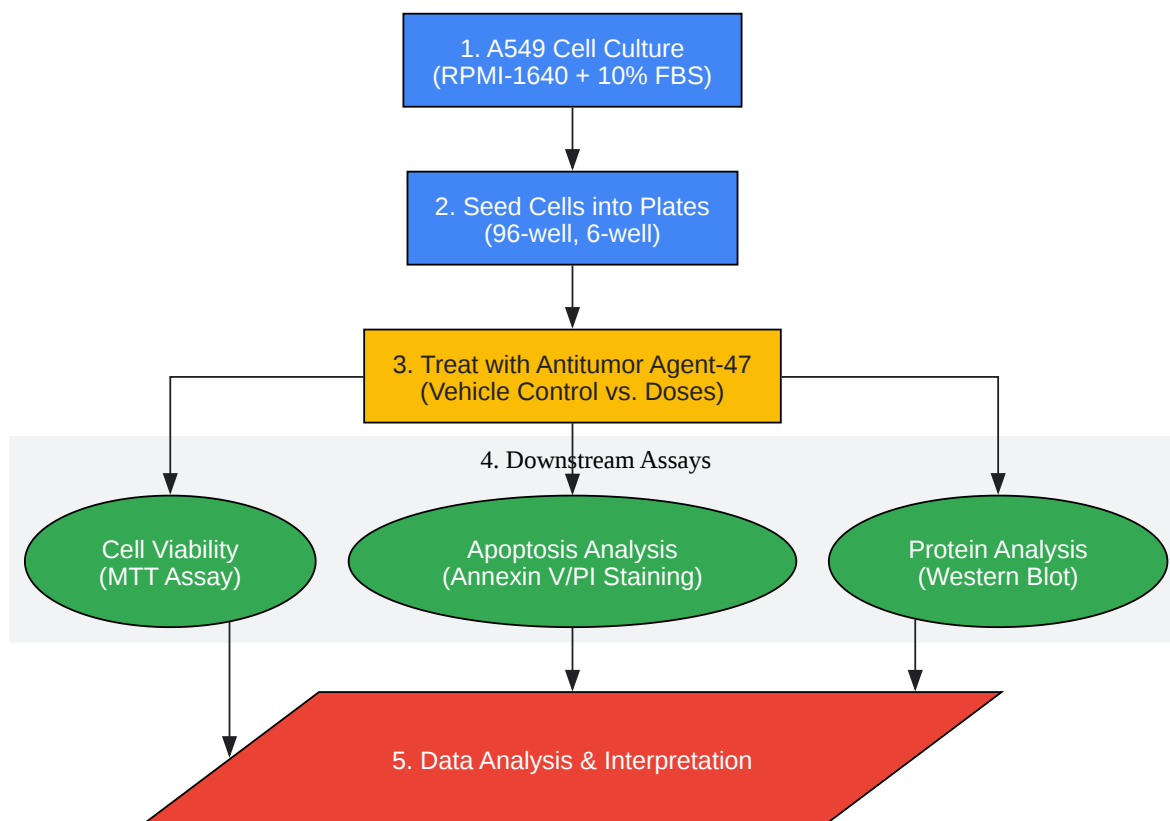 1. A549 Cell Culture
(RPMI-1640 + 10% FBS)
2. Seed Cells into Plates
(96-well, 6-well)
3. Treat with Antitumor Agent-47
(Vehicle Control vs. Doses)
4. Downstream Assays
Cell Viability
(MTT Assay)
Apoptosis Analysis
(Annexin V/PI Staining)
Protein Analysis
(Western Blot)
5. Data Analysis & Interpretation